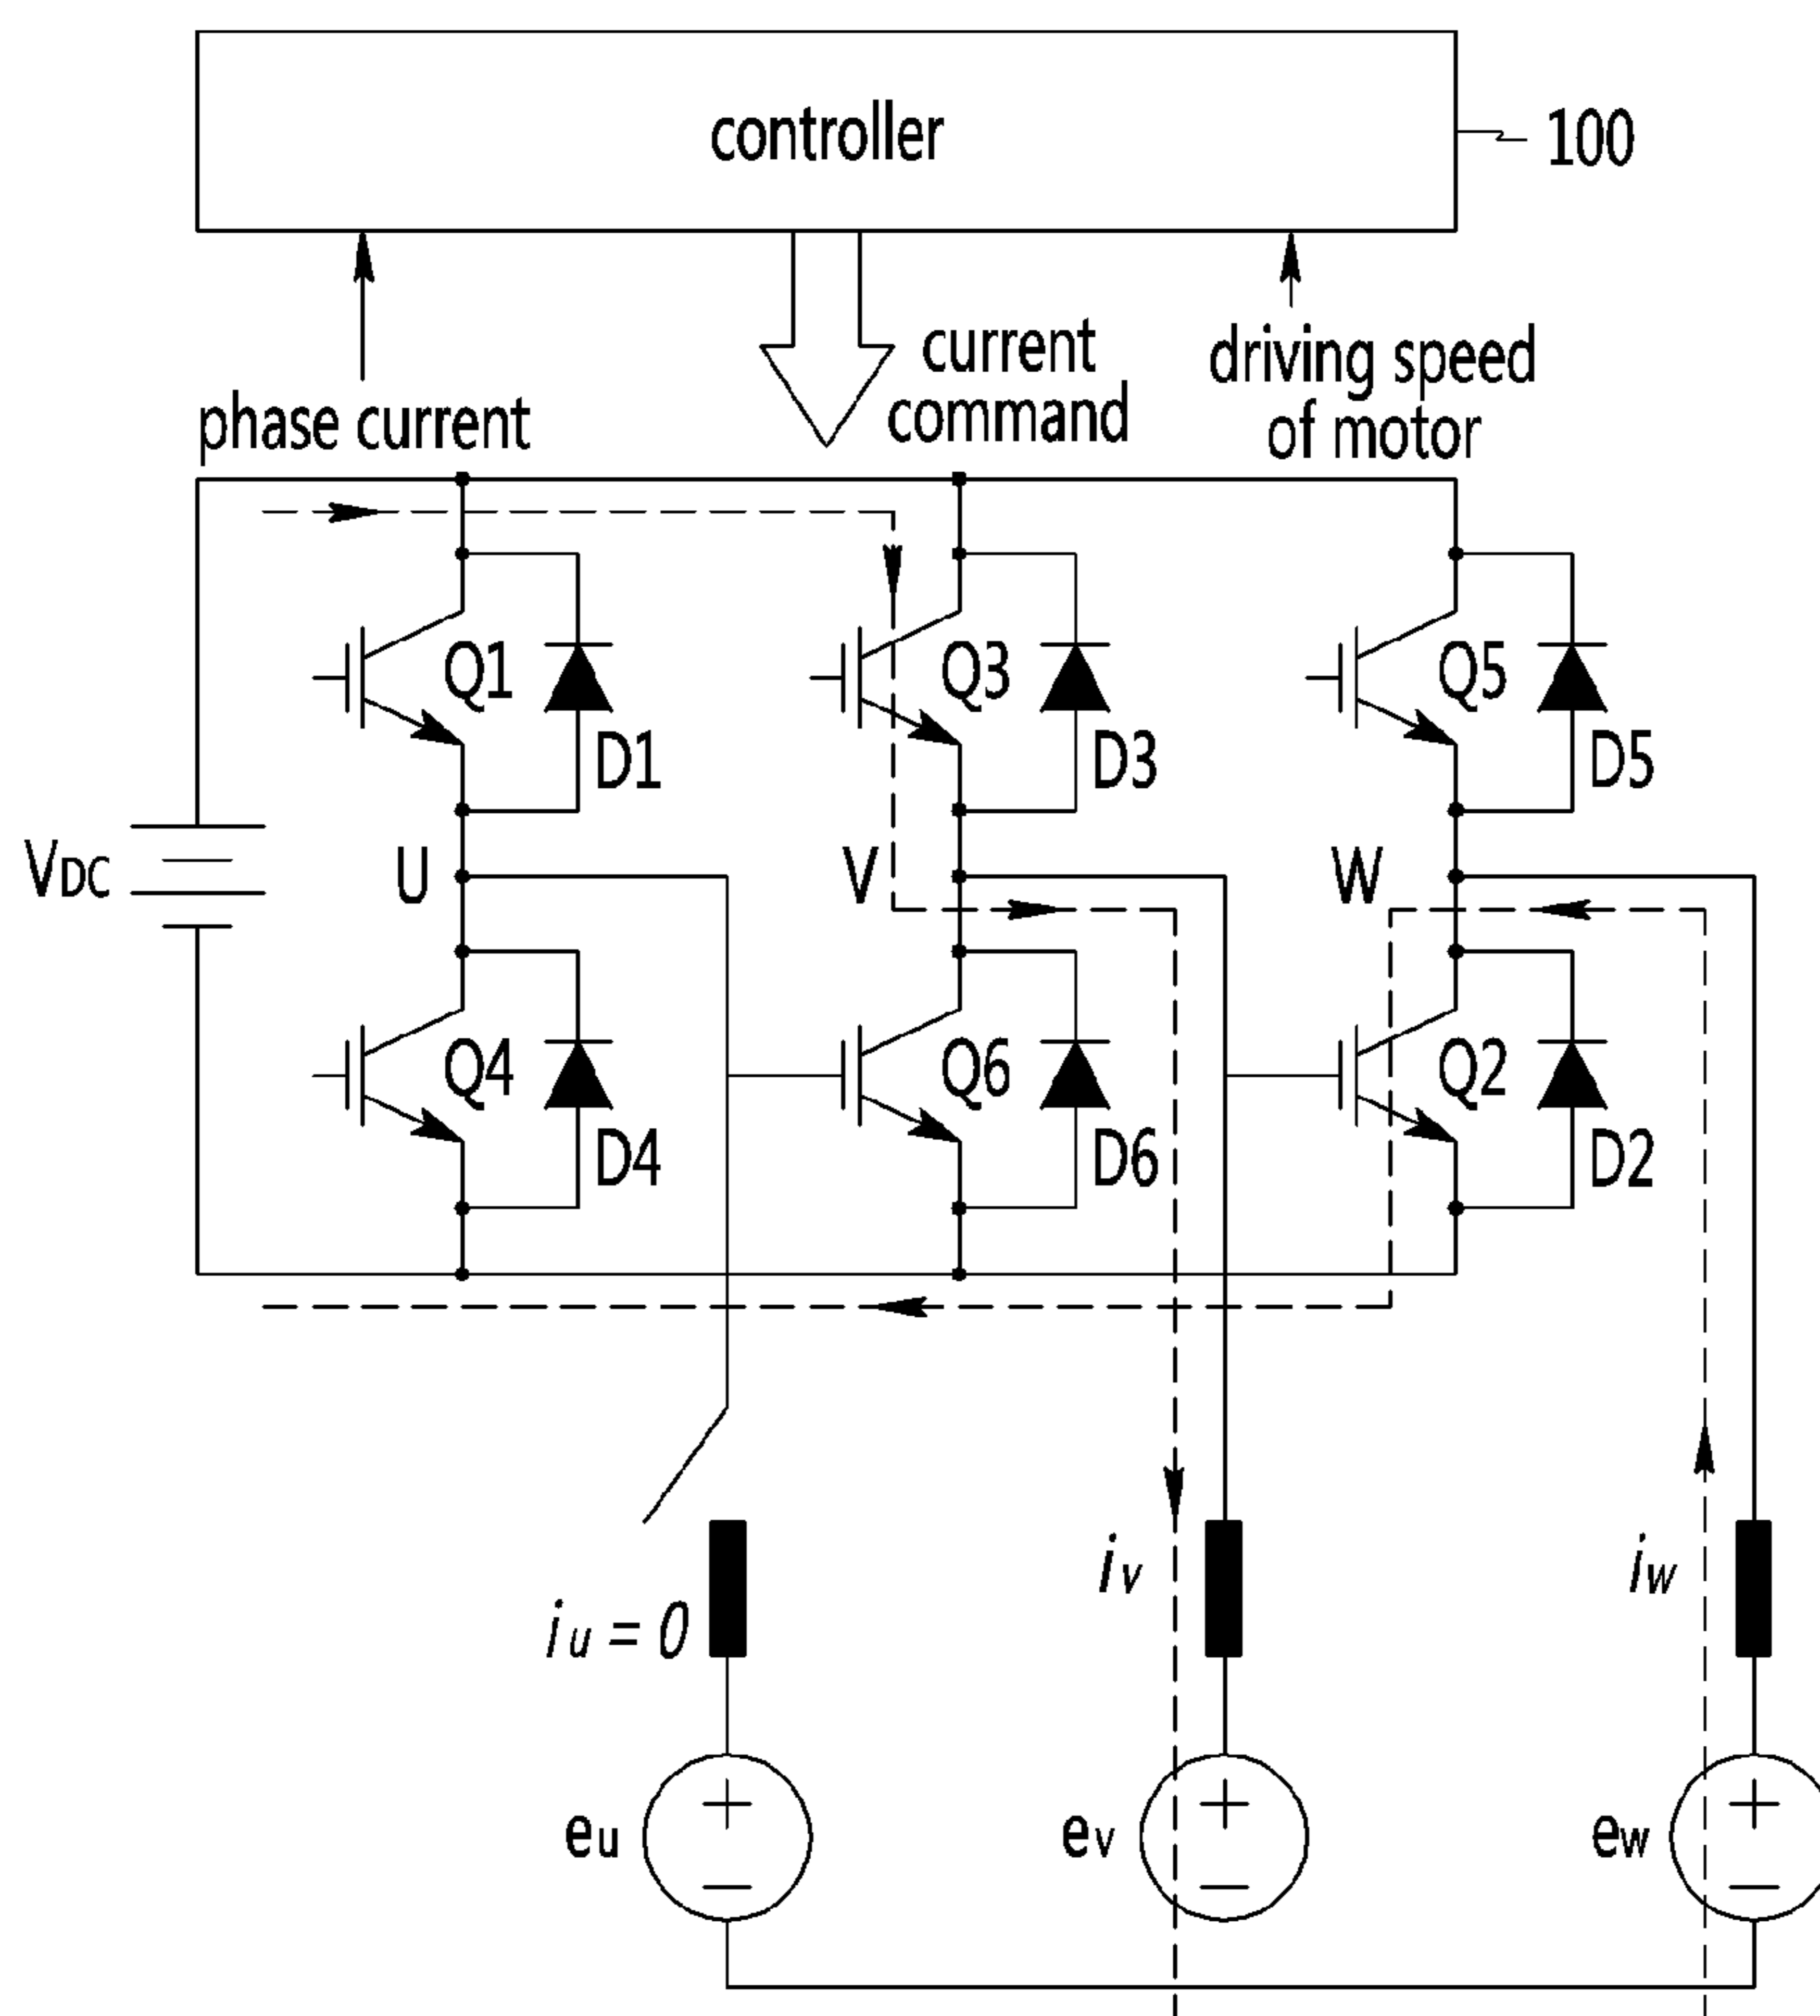 controller
100
phase current
current
command
driving speed
of motor
Q1
D1
Q3
D3
Q5
D5
VDC
U
V
W
Q4
D4
Q6
D6
Q2
D2
iu = 0
iv
iw
+
−
eu
+
−
ev
+
−
ew